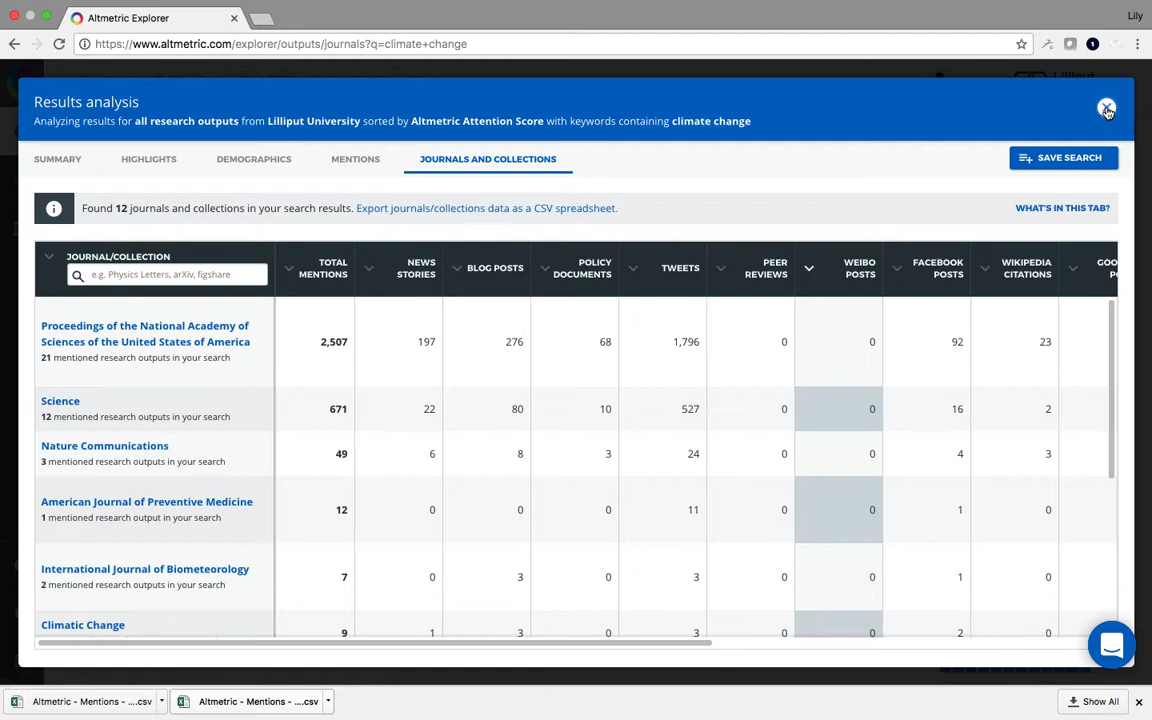 Altmetric Explorer
Lily
https://www.altmetric.com/explorer/outputs/journals?q=climate+change
Results analysis
Analyzing results for all research outputs from Lilliput University sorted by Altmetric Attention Score with keywords containing climate change
SUMMARY HIGHLIGHTS DEMOGRAPHICS MENTIONS JOURNALS AND COLLECTIONS SAVE SEARCH
Found 12 journals and collections in your search results. Export journals/collections data as a CSV spreadsheet. WHAT'S IN THIS TAB?
JOURNAL/COLLECTION
e.g. Physics Letters, arXiv, figshare
TOTAL MENTIONS
NEWS STORIES
BLOG POSTS
POLICY DOCUMENTS
TWEETS
PEER REVIEWS
WEIBO POSTS
FACEBOOK POSTS
WIKIPEDIA CITATIONS
Proceedings of the National Academy of
Sciences of the United States of America 2,507 197 276 68 1,796 0 0 92 23
21 mentioned research outputs in your search
Science
671 22 80 10 527 0 0 16 2
12 mentioned research outputs in your search
Nature Communications
49 6 8 3 24 0 0 4 3
3 mentioned research outputs in your search
American Journal of Preventive Medicine
12 0 0 0 11 0 0 1 0
1 mentioned research output in your search
International Journal of Biometeorology
7 0 3 0 3 0 0 1 0
2 mentioned research outputs in your search
Climatic Change
9 1 3 0 3 0 0 2 0
Altmetric - Mentions - ....csv Altmetric - Mentions - ....csv Show All